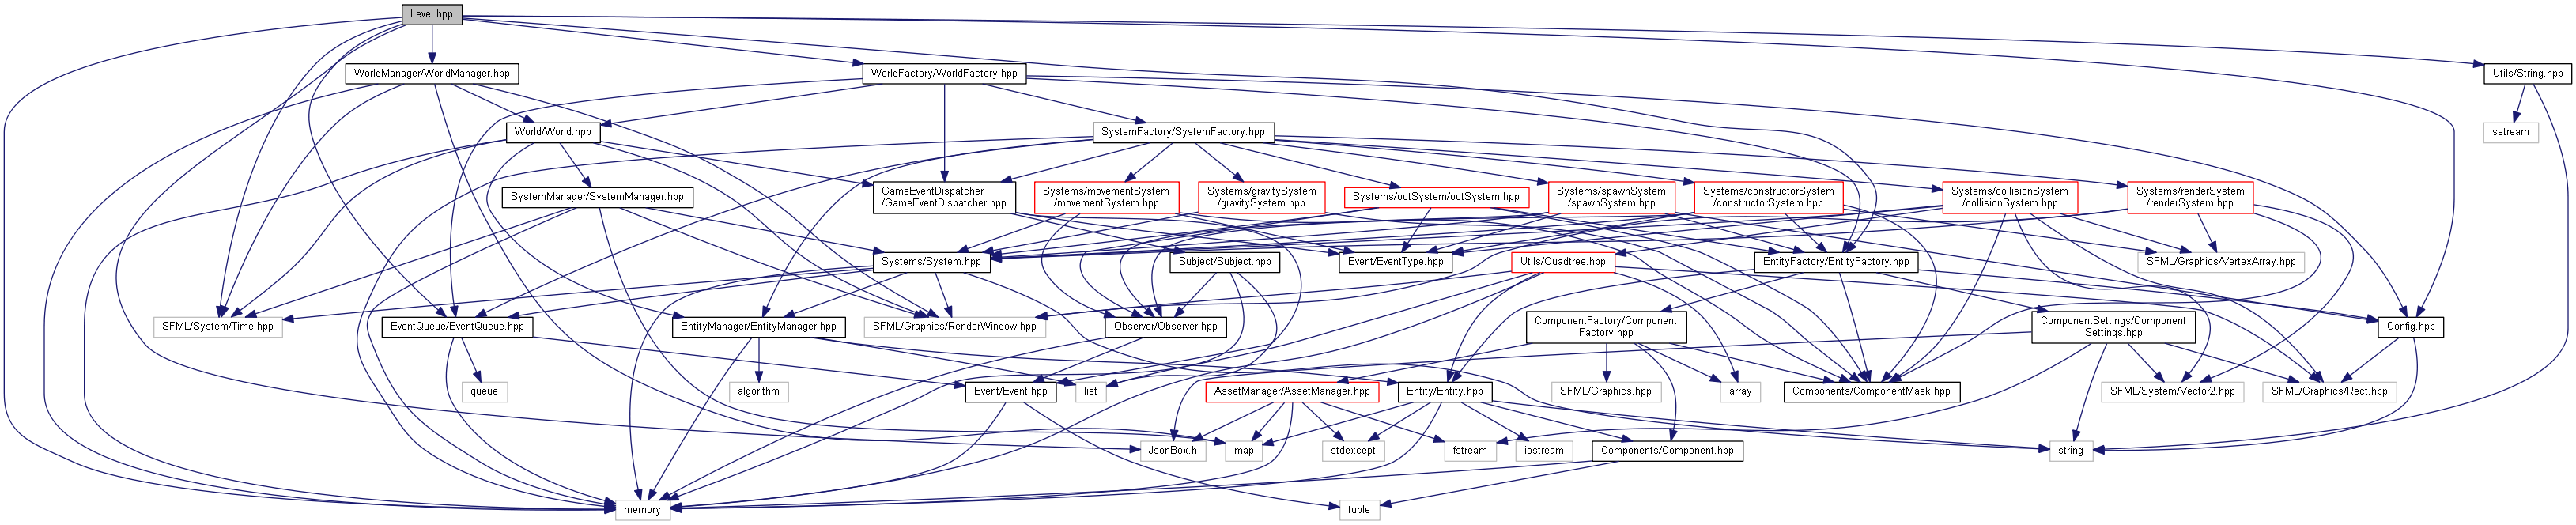 Level.hpp
WorldManager/WorldManager.hpp
WorldFactory/WorldFactory.hpp
Utils/String.hpp
World/World.hpp
SystemFactory/SystemFactory.hpp
sstream
SystemManager/SystemManager.hpp
GameEventDispatcher
/GameEventDispatcher.hpp
Systems/movementSystem
/movementSystem.hpp
Systems/gravitySystem
/gravitySystem.hpp
Systems/outSystem/outSystem.hpp
Systems/spawnSystem
/spawnSystem.hpp
Systems/constructorSystem
/constructorSystem.hpp
Systems/collisionSystem
/collisionSystem.hpp
Systems/renderSystem
/renderSystem.hpp
Systems/System.hpp
Subject/Subject.hpp
Event/EventType.hpp
Utils/Quadtree.hpp
EntityFactory/EntityFactory.hpp
SFML/Graphics/VertexArray.hpp
SFML/System/Time.hpp
EventQueue/EventQueue.hpp
EntityManager/EntityManager.hpp
SFML/Graphics/RenderWindow.hpp
Observer/Observer.hpp
ComponentFactory/Component
Factory.hpp
ComponentSettings/Component
Settings.hpp
Config.hpp
queue
algorithm
list
Event/Event.hpp
AssetManager/AssetManager.hpp
Entity/Entity.hpp
SFML/Graphics.hpp
array
Components/ComponentMask.hpp
SFML/System/Vector2.hpp
SFML/Graphics/Rect.hpp
JsonBox.h
map
stdexcept
fstream
iostream
Components/Component.hpp
string
memory
tuple